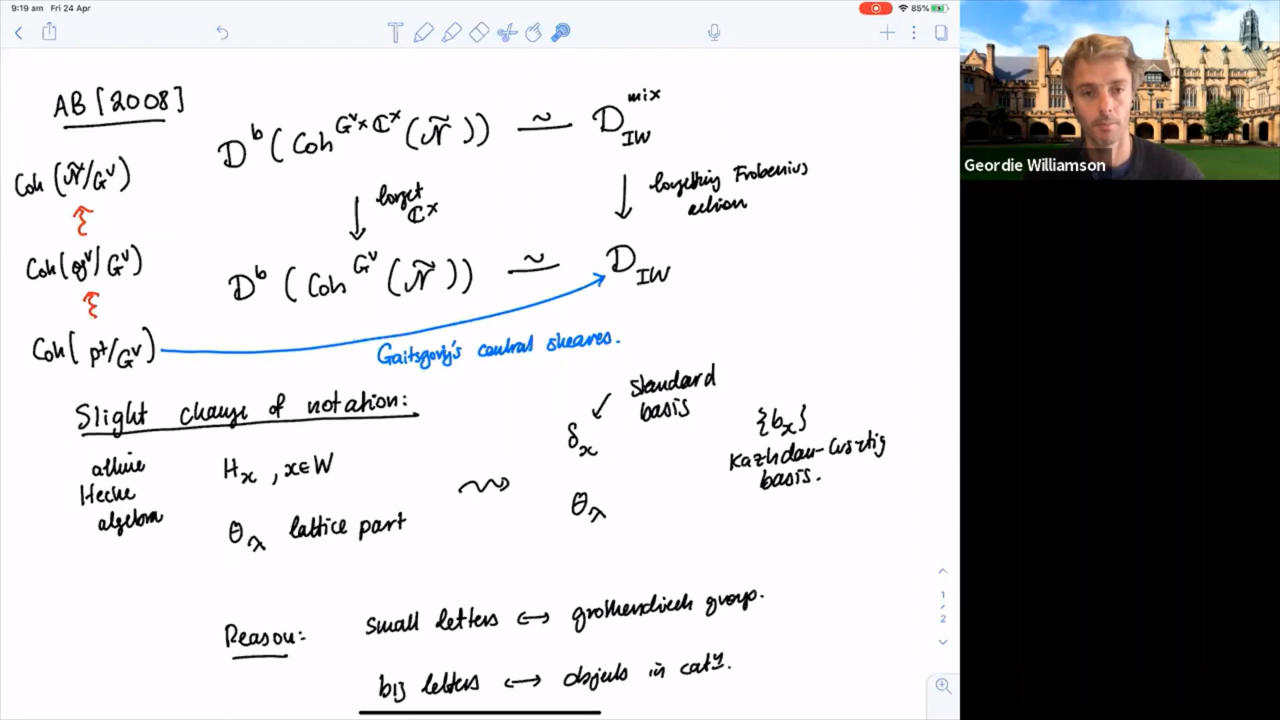 9:19 am Fri 24 Apr
85%
AB [2008]
D^b (Coh^{G^∨ × ℂ^×} (Ñ)) ≃ D_{IW}^{mix}
Coh (Ñ/G^∨)
forget ℂ^×
forgetting Frobenius action
Coh (g^∨/G^∨)
D^b (Coh^{G^∨} (Ñ)) ≃ D_{IW}
Coh (pt/G^∨)
Gaitsgory's central sheaves.
Slight change of notation:
standard basis
affine Hecke algebra
H_x , x ∈ W
δ_x
{b_x}
Kazhdan-Lusztig basis.
θ_λ lattice part
θ_λ
Reason:
small letters ↔ grothendieck group.
big letters ↔ objects in cat^y.
1 / 2
Geordie Williamson